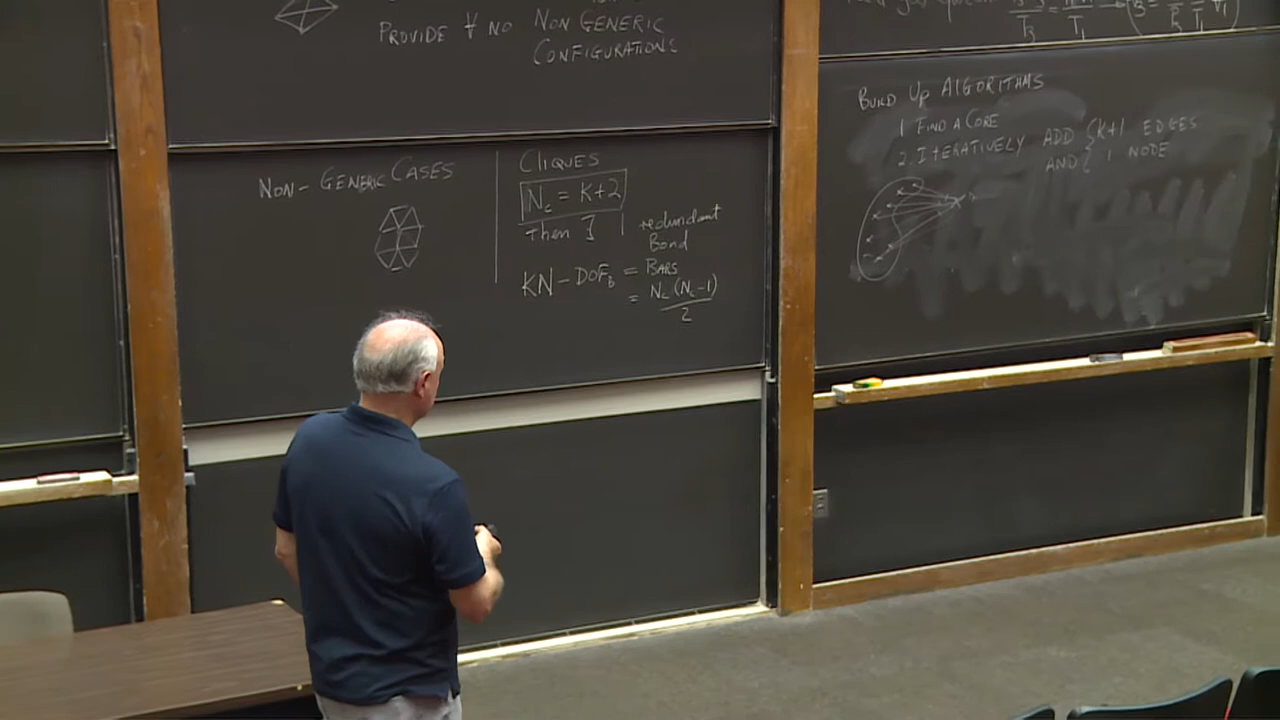 PROVIDE ∀ NO NON GENERIC
CONFIGURATIONS
NON-GENERIC CASES
CLIQUES
N_c = K+2
then ∃ 1 redundant
Bond
KN - DOF_B = BARS
= N_c (N_c-1)
2
BUILD UP ALGORITHMS
1 FIND A CORE
2. ITERATIVELY ADD { K+1 EDGES
AND { 1 NODE